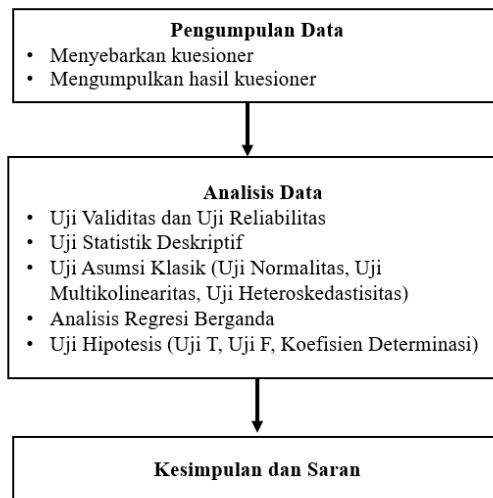 Pengumpulan Data
• Menyebarkan kuesioner
• Mengumpulkan hasil kuesioner
Analisis Data
• Uji Validitas dan Uji Reliabilitas
• Uji Statistik Deskriptif
• Uji Asumsi Klasik (Uji Normalitas, Uji
Multikolinearitas, Uji Heteroskedastisitas)
• Analisis Regresi Berganda
• Uji Hipotesis (Uji T, Uji F, Koefisien Determinasi)
Kesimpulan dan Saran